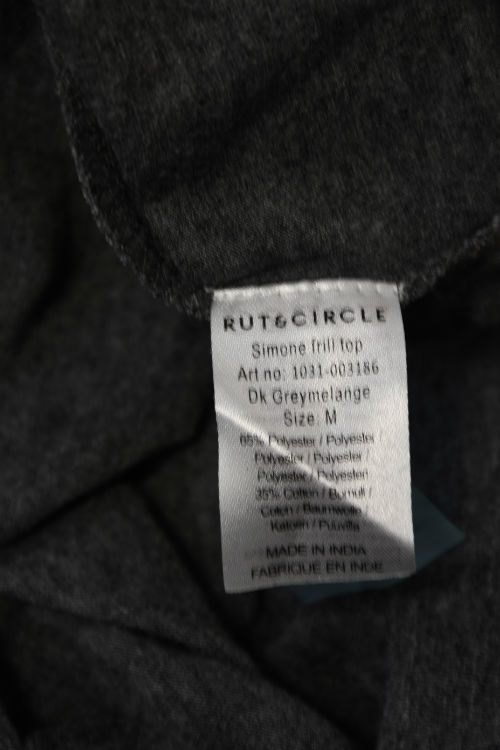 RUT&CIRCLE
Simone frill top
Art no: 1031-003186
Dk Greymelange
Size: M
65% Polyester / Polyester /
Polyester / Polyester /
Polyester / Polyesteri
35% Cotton / Bomull /
Coton / Baumwolle
Katoen / Puuvilla
MADE IN INDIA
FABRIQUE EN INDE